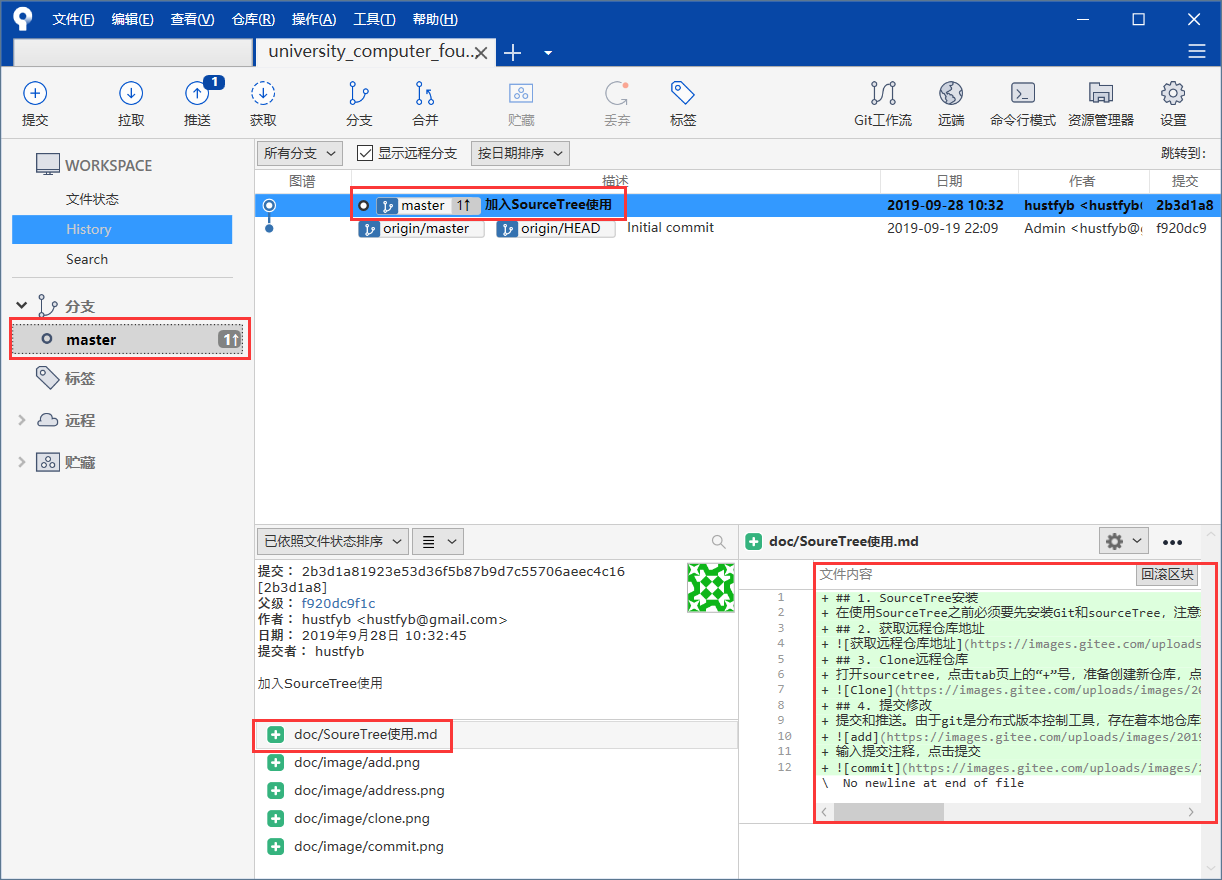 文件(F) 编辑(E) 查看(V) 仓库(R) 操作(A) 工具(T) 帮助(H)
university_computer_fou..
1
提交 拉取 推送 获取 分支 合并 贮藏 丢弃 标签 Git工作流 远端 命令行模式 资源管理器 设置
WORKSPACE
文件状态
History
Search
分支
master 1↑
标签
远程
贮藏
所有分支 显示远程分支 按日期排序 跳转到:
图谱 描述 日期 作者 提交
master 1↑ 加入SourceTree使用 2019-09-28 10:32 hustfyb <hustfyb( 2b3d1a8
origin/master origin/HEAD Initial commit 2019-09-19 22:09 Admin <hustfyb@g f920dc9
已依照文件状态排序
提交： 2b3d1a81923e53d36f5b87b9d7c55706aeec4c16
[2b3d1a8]
父级： f920dc9f1c
作者： hustfyb <hustfyb@gmail.com>
日期： 2019年9月28日 10:32:45
提交者： hustfyb
加入SourceTree使用
doc/SoureTree使用.md
doc/image/add.png
doc/image/address.png
doc/image/clone.png
doc/image/commit.png
doc/SoureTree使用.md
文件内容 回滚区块
1 + ## 1. SourceTree安装
2 + 在使用SourceTree之前必须要先安装Git和sourceTree，注意
3 + ## 2. 获取远程仓库地址
4 + ![获取远程仓库地址](https://images.gitee.com/uploads
5 + ## 3. Clone远程仓库
6 + 打开sourcetree，点击tab页上的“+”号，准备创建新仓库，点
7 + ![Clone](https://images.gitee.com/uploads/images/20
8 + ## 4. 提交修改
9 + 提交和推送。由于git是分布式版本控制工具，存在着本地仓库
10 + ![add](https://images.gitee.com/uploads/images/2019
11 + 输入提交注释，点击提交
12 + ![commit](https://images.gitee.com/uploads/images/2
\ No newline at end of file